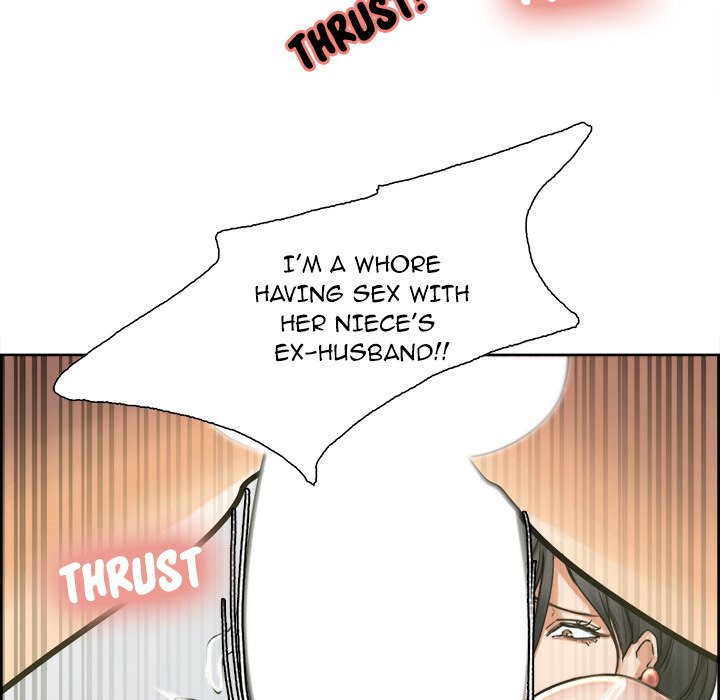 THRUST!
I'M A WHORE
HAVING SEX WITH
HER NIECE'S
EX-HUSBAND!!
THRUST